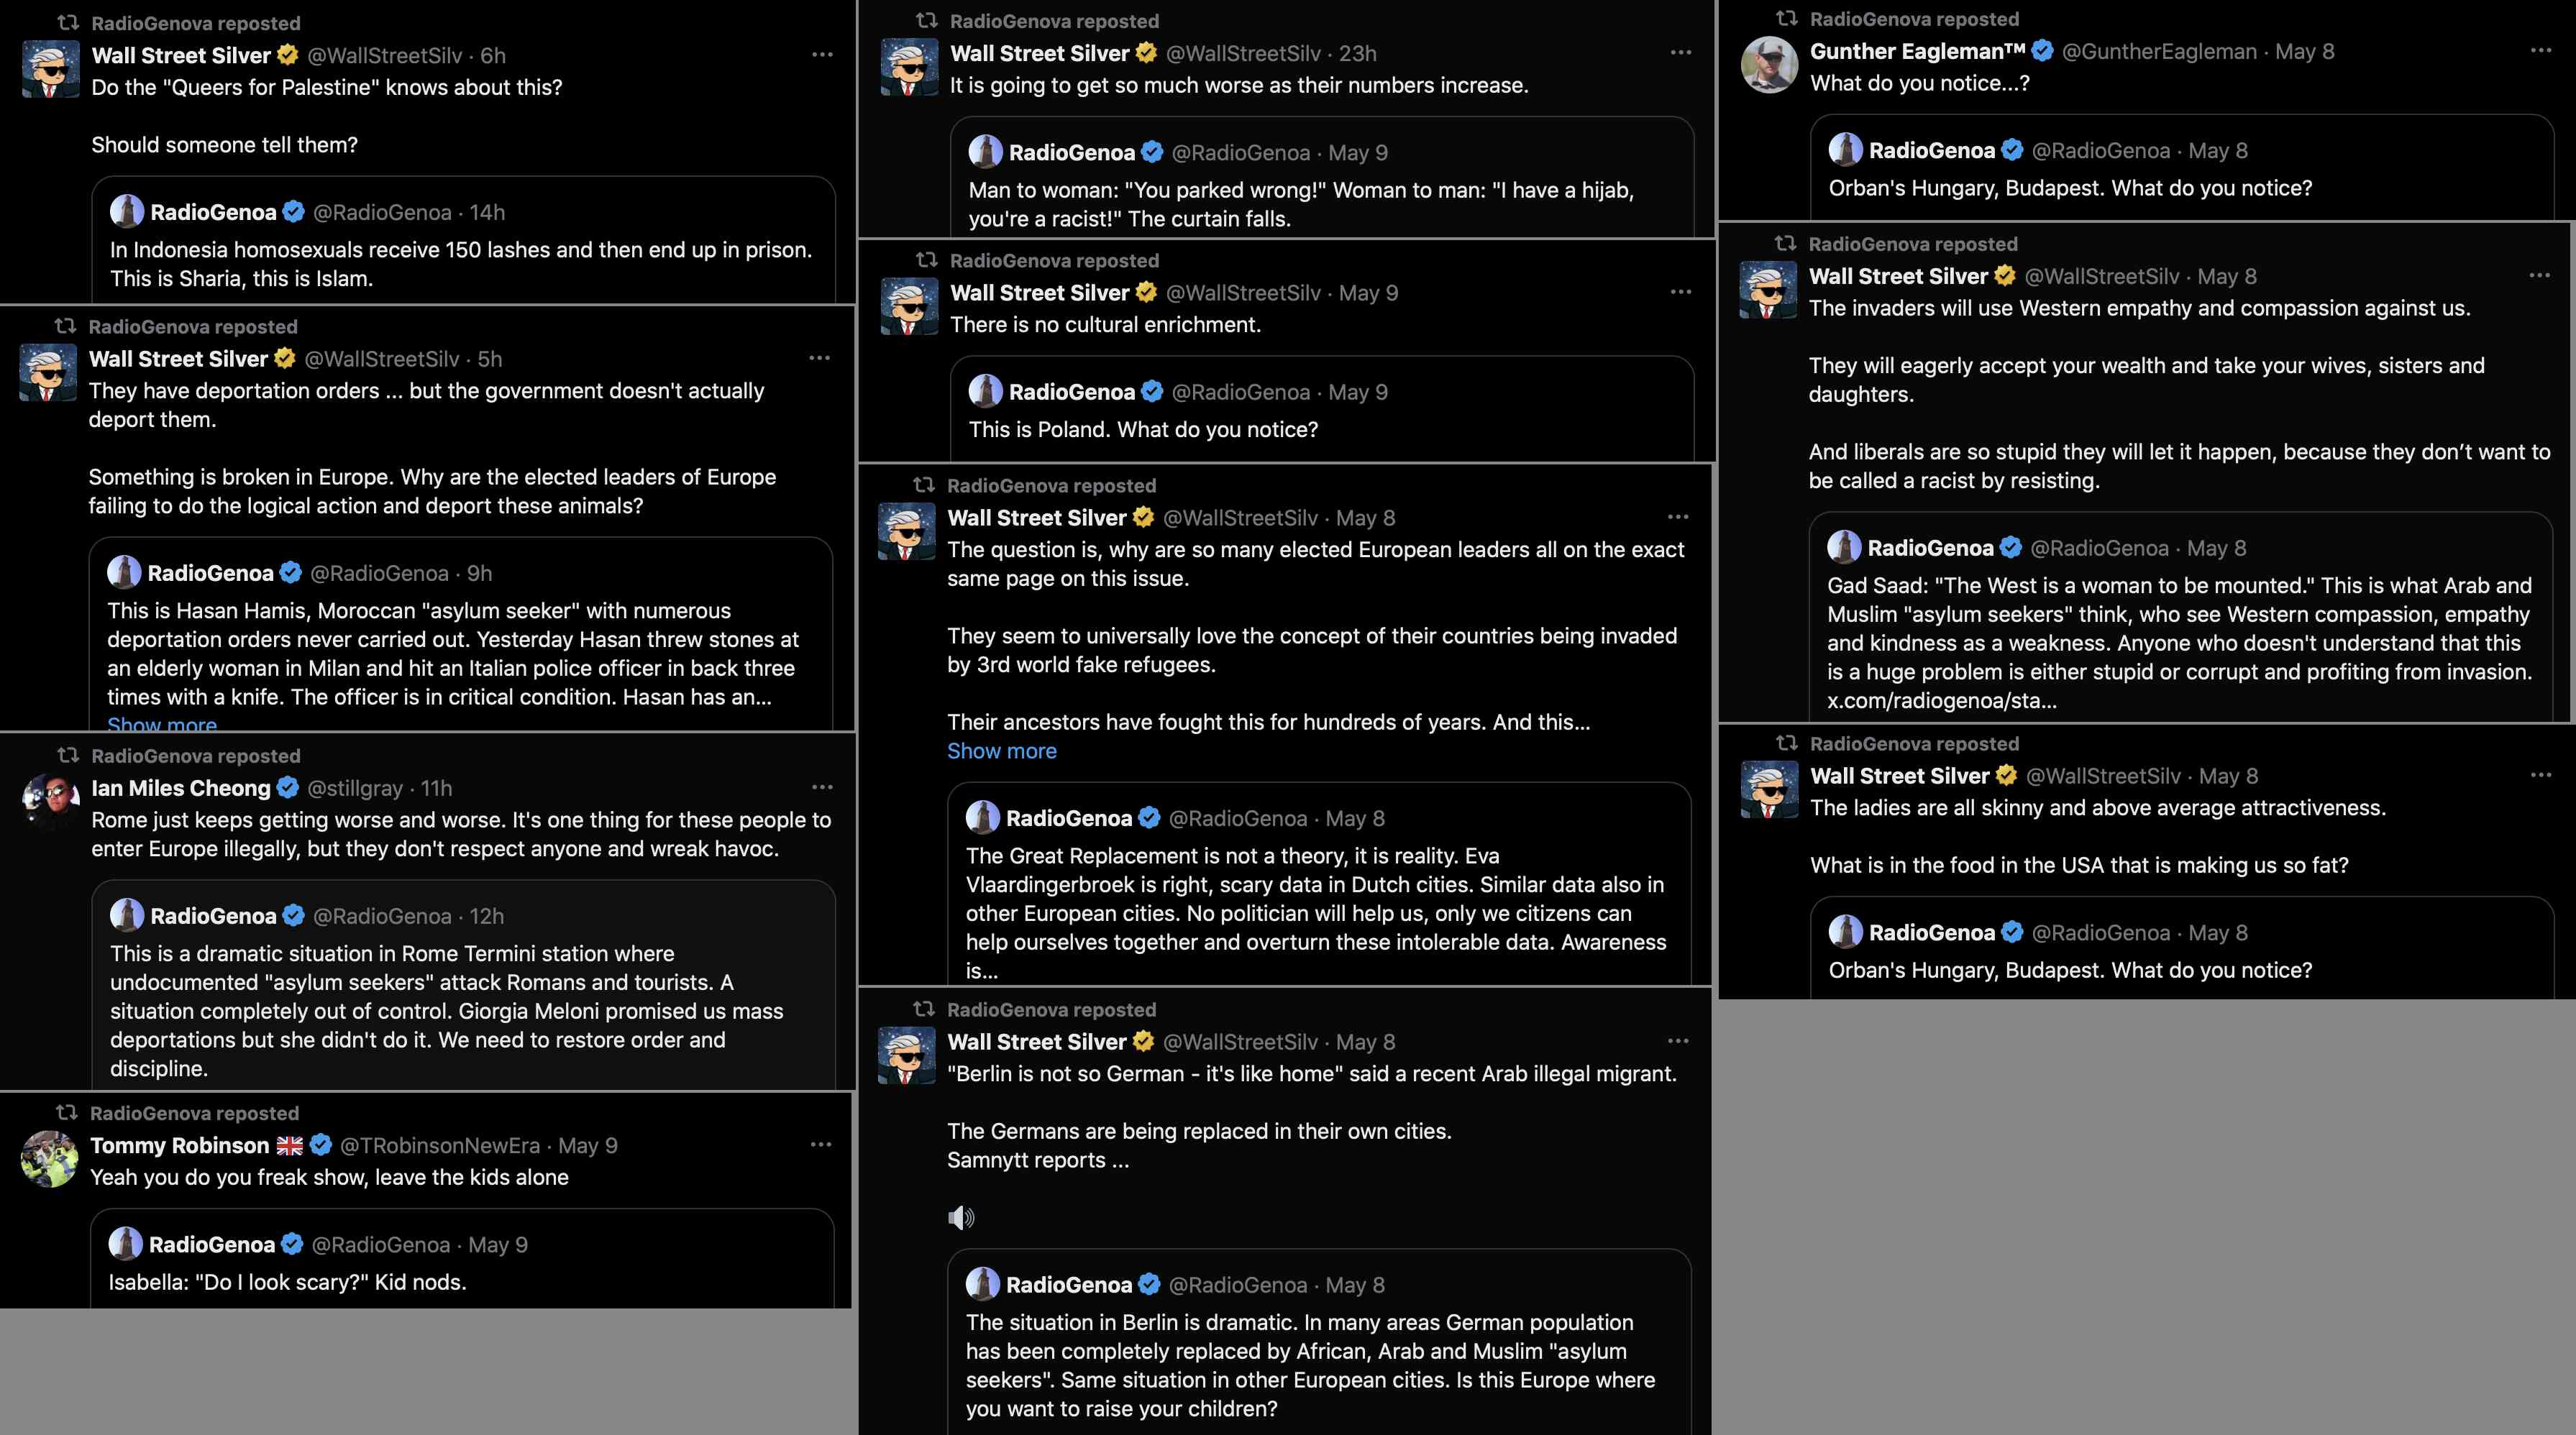 RadioGenova reposted
Wall Street Silver @WallStreetSilv · 6h
Do the "Queers for Palestine" knows about this?
Should someone tell them?
RadioGenoa @RadioGenoa · 14h
In Indonesia homosexuals receive 150 lashes and then end up in prison.
This is Sharia, this is Islam.
RadioGenova reposted
Wall Street Silver @WallStreetSilv · 5h
They have deportation orders ... but the government doesn't actually
deport them.
Something is broken in Europe. Why are the elected leaders of Europe
failing to do the logical action and deport these animals?
RadioGenoa @RadioGenoa · 9h
This is Hasan Hamis, Moroccan "asylum seeker" with numerous
deportation orders never carried out. Yesterday Hasan threw stones at
an elderly woman in Milan and hit an Italian police officer in back three
times with a knife. The officer is in critical condition. Hasan has an...
Show more
RadioGenova reposted
Ian Miles Cheong @stillgray · 11h
Rome just keeps getting worse and worse. It's one thing for these people to
enter Europe illegally, but they don't respect anyone and wreak havoc.
RadioGenoa @RadioGenoa · 12h
This is a dramatic situation in Rome Termini station where
undocumented "asylum seekers" attack Romans and tourists. A
situation completely out of control. Giorgia Meloni promised us mass
deportations but she didn't do it. We need to restore order and
discipline.
RadioGenova reposted
Tommy Robinson 🇬🇧 @TRobinsonNewEra · May 9
Yeah you do you freak show, leave the kids alone
RadioGenoa @RadioGenoa · May 9
Isabella: "Do I look scary?" Kid nods.
RadioGenova reposted
Wall Street Silver @WallStreetSilv · 23h
It is going to get so much worse as their numbers increase.
RadioGenoa @RadioGenoa · May 9
Man to woman: "You parked wrong!" Woman to man: "I have a hijab,
you're a racist!" The curtain falls.
RadioGenova reposted
Wall Street Silver @WallStreetSilv · May 9
There is no cultural enrichment.
RadioGenoa @RadioGenoa · May 9
This is Poland. What do you notice?
RadioGenova reposted
Wall Street Silver @WallStreetSilv · May 8
The question is, why are so many elected European leaders all on the exact
same page on this issue.
They seem to universally love the concept of their countries being invaded
by 3rd world fake refugees.
Their ancestors have fought this for hundreds of years. And this...
Show more
RadioGenoa @RadioGenoa · May 8
The Great Replacement is not a theory, it is reality. Eva
Vlaardingerbroek is right, scary data in Dutch cities. Similar data also in
other European cities. No politician will help us, only we citizens can
help ourselves together and overturn these intolerable data. Awareness
is...
RadioGenova reposted
Wall Street Silver @WallStreetSilv · May 8
"Berlin is not so German - it's like home" said a recent Arab illegal migrant.
The Germans are being replaced in their own cities.
Samnytt reports ...
🔊
RadioGenoa @RadioGenoa · May 8
The situation in Berlin is dramatic. In many areas German population
has been completely replaced by African, Arab and Muslim "asylum
seekers". Same situation in other European cities. Is this Europe where
you want to raise your children?
RadioGenova reposted
Gunther Eagleman™ @GuntherEagleman · May 8
What do you notice...?
RadioGenoa @RadioGenoa · May 8
Orban's Hungary, Budapest. What do you notice?
RadioGenova reposted
Wall Street Silver @WallStreetSilv · May 8
The invaders will use Western empathy and compassion against us.
They will eagerly accept your wealth and take your wives, sisters and
daughters.
And liberals are so stupid they will let it happen, because they don’t want to
be called a racist by resisting.
RadioGenoa @RadioGenoa · May 8
Gad Saad: "The West is a woman to be mounted." This is what Arab and
Muslim "asylum seekers" think, who see Western compassion, empathy
and kindness as a weakness. Anyone who doesn't understand that this
is a huge problem is either stupid or corrupt and profiting from invasion.
x.com/radiogenoa/sta...
RadioGenova reposted
Wall Street Silver @WallStreetSilv · May 8
The ladies are all skinny and above average attractiveness.
What is in the food in the USA that is making us so fat?
RadioGenoa @RadioGenoa · May 8
Orban's Hungary, Budapest. What do you notice?